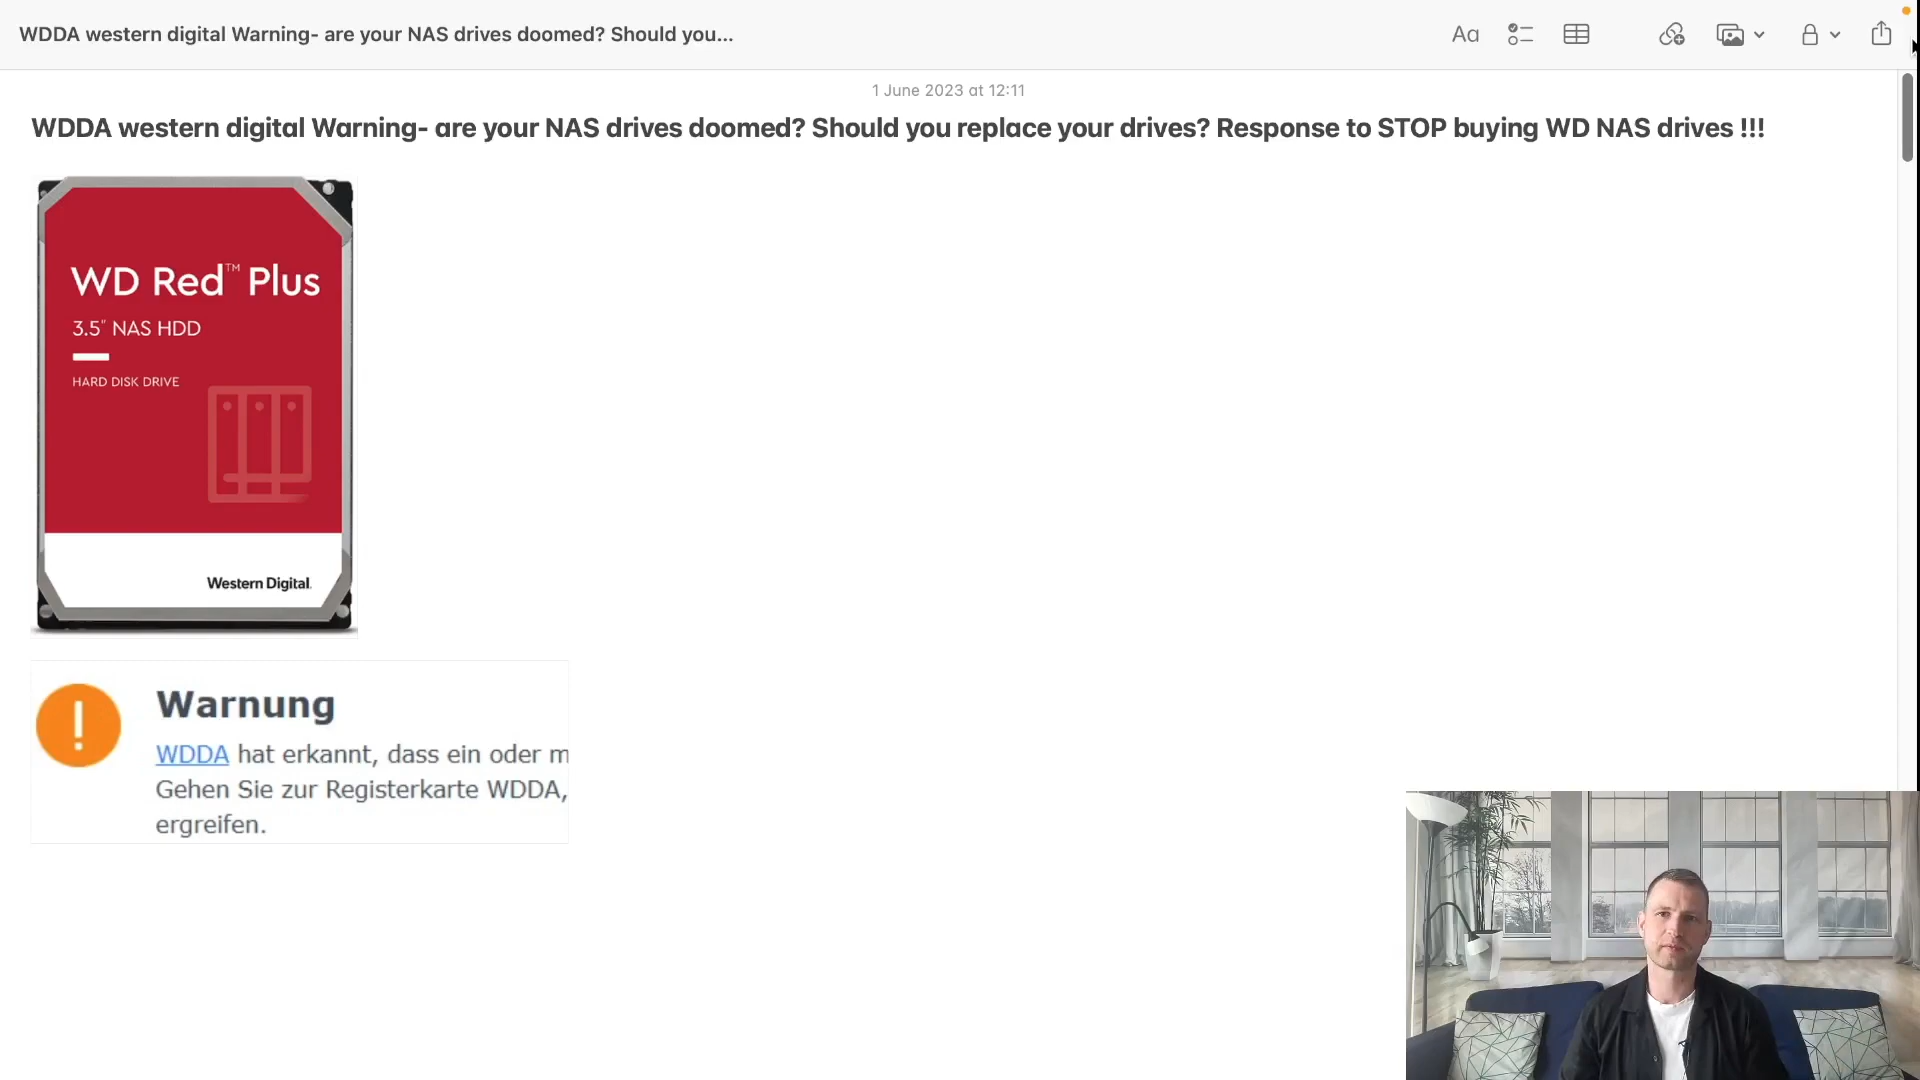 WDDA western digital Warning- are your NAS drives doomed? Should you...
Aa
1 June 2023 at 12:11
WDDA western digital Warning- are your NAS drives doomed? Should you replace your drives? Response to STOP buying WD NAS drives !!!
WD Red™ Plus
3.5" NAS HDD
HARD DISK DRIVE
Western Digital.
Warnung
WDDA hat erkannt, dass ein oder m
Gehen Sie zur Registerkarte WDDA,
ergreifen.